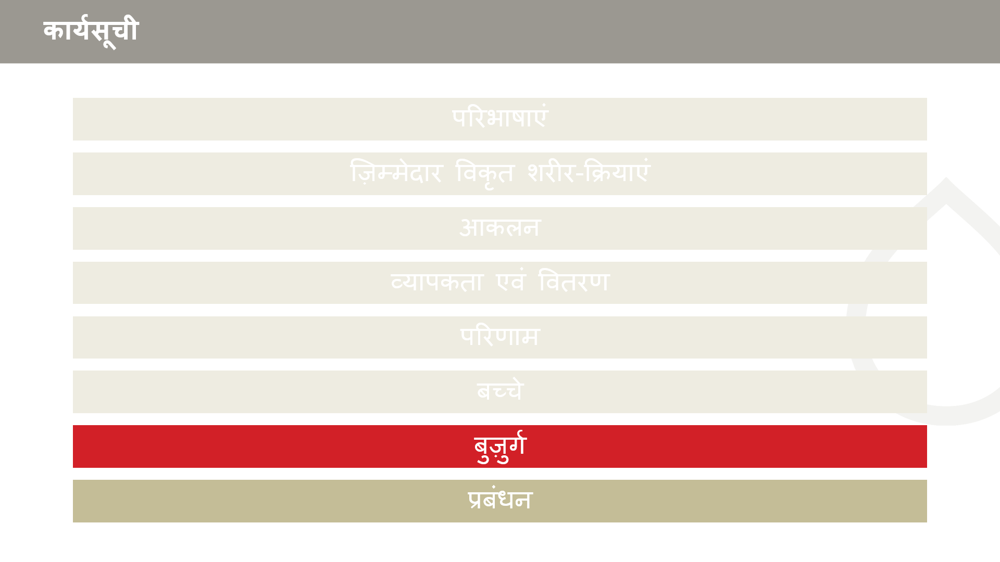 कार्यसूची
परिभाषाएं
ज़िम्मेदार विकृत शरीर-क्रियाएं
आकलन
व्यापकता एवं वितरण
परिणाम
बच्चे
बुज़ुर्ग
प्रबंधन